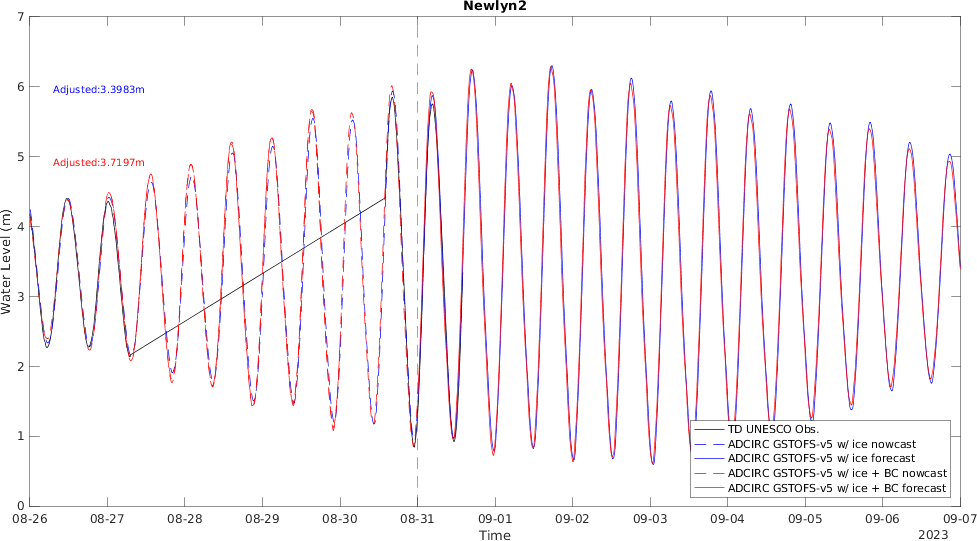 Newlyn2
7
6
5
4
3
2
1
0
Water Level (m)
Adjusted:3.3983m
Adjusted:3.7197m
TD UNESCO Obs.
ADCIRC GSTOFS-v5 w/ ice nowcast
ADCIRC GSTOFS-v5 w/ ice forecast
ADCIRC GSTOFS-v5 w/ ice + BC nowcast
ADCIRC GSTOFS-v5 w/ ice + BC forecast
08-26 08-27 08-28 08-29 08-30 08-31 09-01 09-02 09-03 09-04 09-05 09-06 09-07
Time
2023